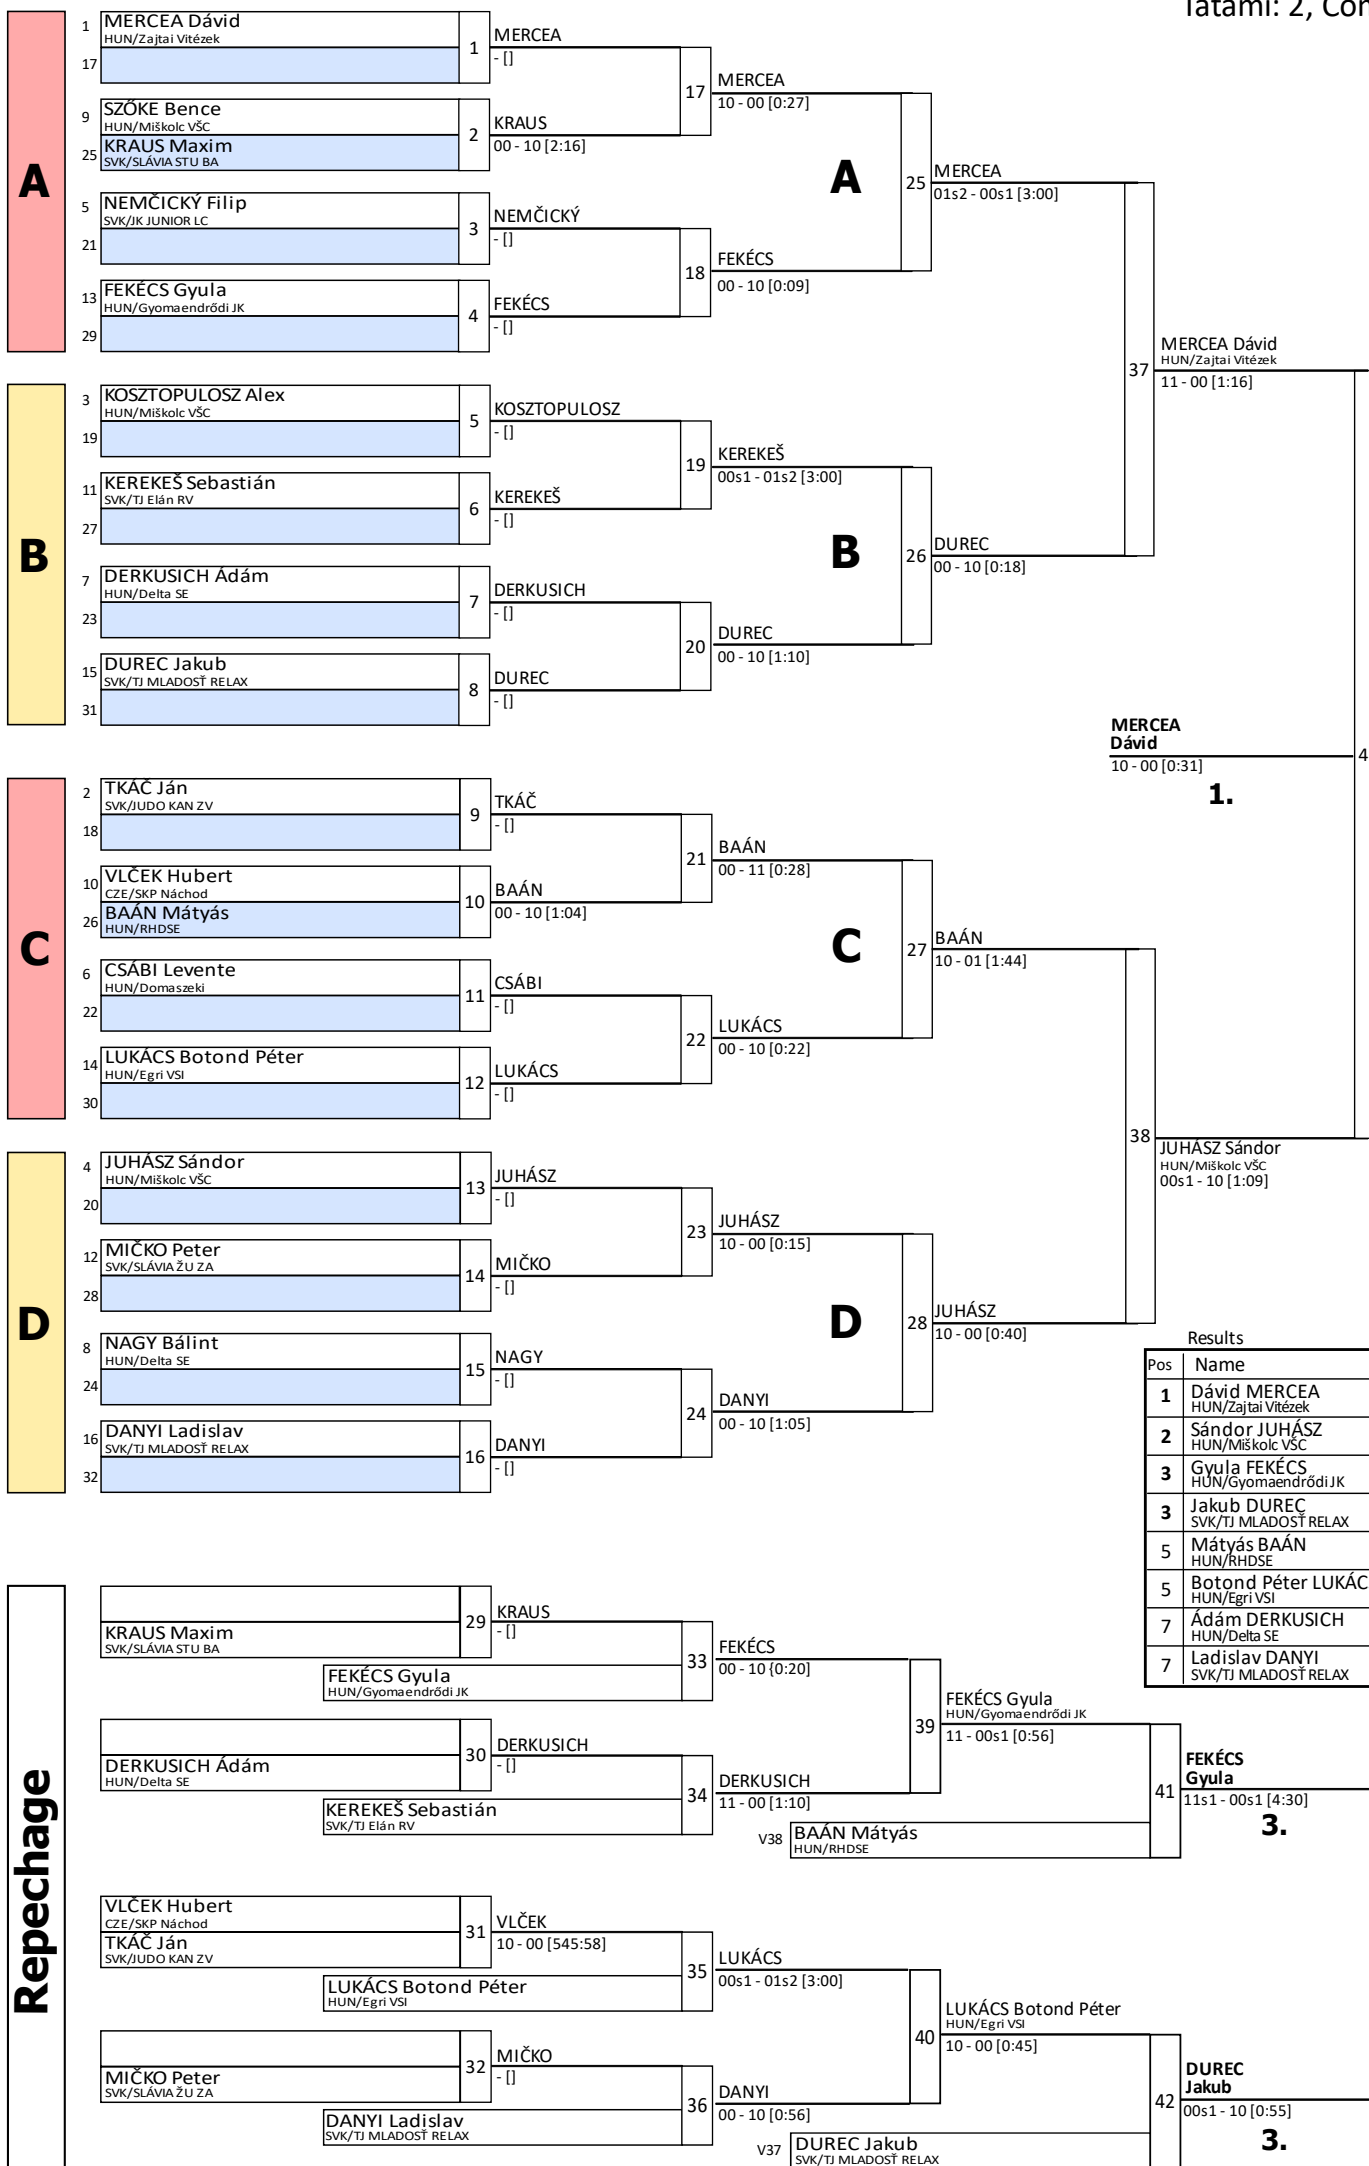 Tatami: 2, Con
A
1 MERCEA Dávid
HUN/Zajtai Vitézek
17
1
MERCEA
- []
9 SZŐKE Bence
HUN/Miškolc VŠC
25 KRAUS Maxim
SVK/SLÁVIA STU BA
2
KRAUS
00 - 10 [2:16]
17
MERCEA
10 - 00 [0:27]
5 NEMČICKÝ Filip
SVK/JK JUNIOR LC
21
3
NEMČICKÝ
- []
13 FEKÉCS Gyula
HUN/Gyomaendrődi JK
29
4
FEKÉCS
- []
18
FEKÉCS
00 - 10 [0:09]
A
25
MERCEA
01s2 - 00s1 [3:00]
B
3 KOSZTOPULOSZ Alex
HUN/Miškolc VŠC
19
5
KOSZTOPULOSZ
- []
11 KEREKEŠ Sebastián
SVK/TJ Elán RV
27
6
KEREKEŠ
- []
19
KEREKEŠ
00s1 - 01s2 [3:00]
7 DERKUSICH Ádám
HUN/Delta SE
23
7
DERKUSICH
- []
15 DUREC Jakub
SVK/TJ MLADOSŤ RELAX
31
8
DUREC
- []
20
DUREC
00 - 10 [1:10]
B
26
DUREC
00 - 10 [0:18]
37
MERCEA Dávid
HUN/Zajtai Vitézek
11 - 00 [1:16]
MERCEA
Dávid
10 - 00 [0:31]
1.
4
C
2 TKÁČ Ján
SVK/JUDO KAN ZV
18
9
TKÁČ
- []
10 VLČEK Hubert
CZE/SKP Náchod
26 BAÁN Mátyás
HUN/RHDSE
10
BAÁN
00 - 10 [1:04]
21
BAÁN
00 - 11 [0:28]
6 CSÁBI Levente
HUN/Domaszeki
22
11
CSÁBI
- []
14 LUKÁCS Botond Péter
HUN/Egri VSI
30
12
LUKÁCS
- []
22
LUKÁCS
00 - 10 [0:22]
C
27
BAÁN
10 - 01 [1:44]
D
4 JUHÁSZ Sándor
HUN/Miškolc VŠC
20
13
JUHÁSZ
- []
12 MIČKO Peter
SVK/SLÁVIA ŽU ZA
28
14
MIČKO
- []
23
JUHÁSZ
10 - 00 [0:15]
8 NAGY Bálint
HUN/Delta SE
24
15
NAGY
- []
16 DANYI Ladislav
SVK/TJ MLADOSŤ RELAX
32
16
DANYI
- []
24
DANYI
00 - 10 [1:05]
D
28
JUHÁSZ
10 - 00 [0:40]
38
JUHÁSZ Sándor
HUN/Miškolc VŠC
00s1 - 10 [1:09]
Results
Pos Name
1 Dávid MERCEA
HUN/Zajtai Vitézek
2 Sándor JUHÁSZ
HUN/Miškolc VŠC
3 Gyula FEKÉCS
HUN/Gyomaendrődi JK
3 Jakub DUREC
SVK/TJ MLADOSŤ RELAX
5 Mátyás BAÁN
HUN/RHDSE
5 Botond Péter LUKÁC
HUN/Egri VSI
7 Ádám DERKUSICH
HUN/Delta SE
7 Ladislav DANYI
SVK/TJ MLADOSŤ RELAX
Repechage
KRAUS Maxim
SVK/SLÁVIA STU BA
29
KRAUS
- []
FEKÉCS Gyula
HUN/Gyomaendrődi JK
33
FEKÉCS
00 - 10 {0:20]
DERKUSICH Ádám
HUN/Delta SE
30
DERKUSICH
- []
KEREKEŠ Sebastián
SVK/TJ Elán RV
34
DERKUSICH
11 - 00 [1:10]
39
FEKÉCS Gyula
HUN/Gyomaendrődi JK
11 - 00s1 [0:56]
V38 BAÁN Mátyás
HUN/RHDSE
41
FEKÉCS
Gyula
11s1 - 00s1 [4:30]
3.
VLČEK Hubert
CZE/SKP Náchod
TKÁČ Ján
SVK/JUDO KAN ZV
31
VLČEK
10 - 00 [545:58]
LUKÁCS Botond Péter
HUN/Egri VSI
35
LUKÁCS
00s1 - 01s2 [3:00]
MIČKO Peter
SVK/SLÁVIA ŽU ZA
32
MIČKO
- []
DANYI Ladislav
SVK/TJ MLADOSŤ RELAX
36
DANYI
00 - 10 [0:56]
40
LUKÁCS Botond Péter
HUN/Egri VSI
10 - 00 [0:45]
V37 DUREC Jakub
SVK/TJ MLADOSŤ RELAX
42
DUREC
Jakub
00s1 - 10 [0:55]
3.